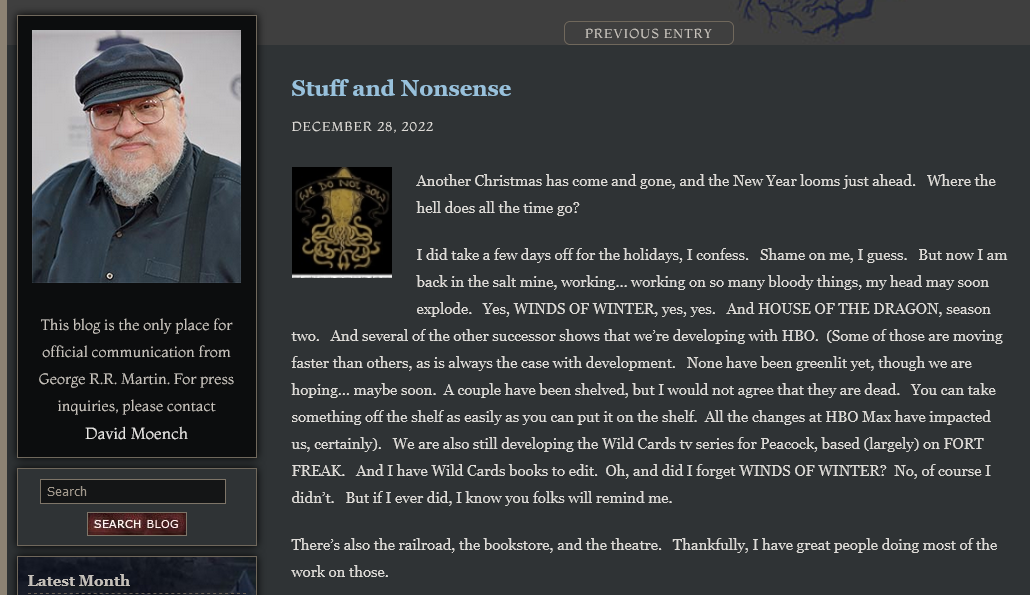 PREVIOUS ENTRY
Stuff and Nonsense
DECEMBER 28, 2022
WE DO NOT SOW
Another Christmas has come and gone, and the New Year looms just ahead.   Where the
hell does all the time go?
I did take a few days off for the holidays, I confess.   Shame on me, I guess.   But now I am
back in the salt mine, working… working on so many bloody things, my head may soon
explode.   Yes, WINDS OF WINTER, yes, yes.   And HOUSE OF THE DRAGON, season
two.   And several of the other successor shows that we’re developing with HBO.  (Some of those are moving
faster than others, as is always the case with development.   None have been greenlit yet, though we are
hoping… maybe soon.  A couple have been shelved, but I would not agree that they are dead.   You can take
something off the shelf as easily as you can put it on the shelf.  All the changes at HBO Max have impacted
us, certainly).   We are also still developing the Wild Cards tv series for Peacock, based (largely) on FORT
FREAK.   And I have Wild Cards books to edit.  Oh, and did I forget WINDS OF WINTER?  No, of course I
didn’t.   But if I ever did, I know you folks will remind me.
There’s also the railroad, the bookstore, and the theatre.   Thankfully, I have great people doing most of the
work on those.
This blog is the only place for
official communication from
George R.R. Martin. For press
inquiries, please contact
David Moench
Search
SEARCH BLOG
Latest Month